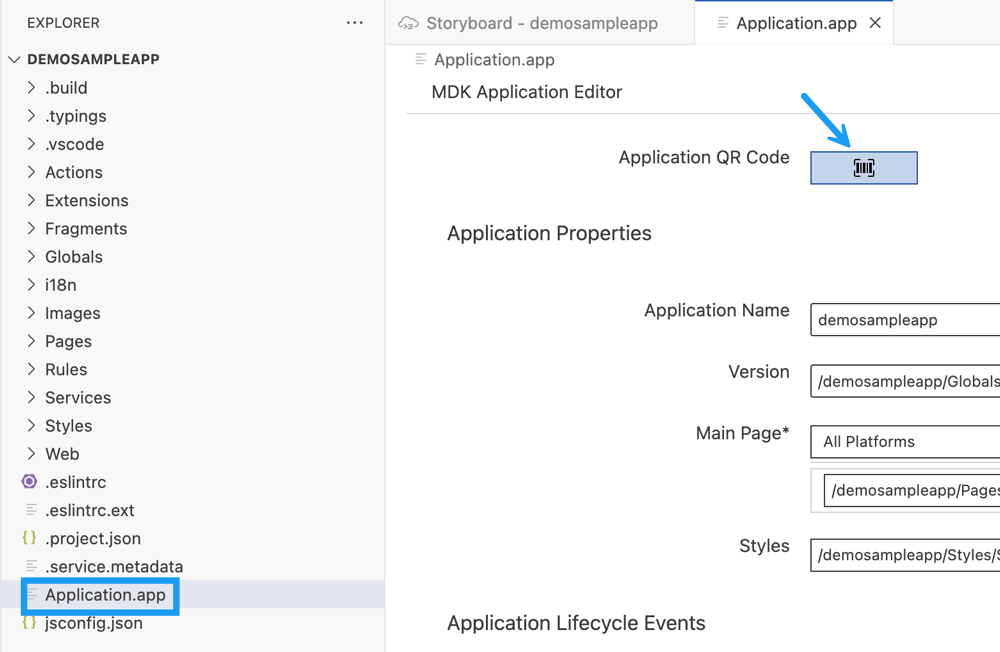 EXPLORER
DEMOSAMPLEAPP
.build
.typings
.vscode
Actions
Extensions
Fragments
Globals
i18n
Images
Pages
Rules
Services
Styles
Web
.eslintrc
.eslintrc.ext
{} .project.json
.service.metadata
Application.app
{} jsconfig.json
Storyboard - demosampleapp
Application.app
Application.app
MDK Application Editor
Application QR Code
Application Properties
Application Name demosampleapp
Version /demosampleapp/Globals
Main Page* All Platforms
/demosampleapp/Pages
Styles /demosampleapp/Styles/S
Application Lifecycle Events